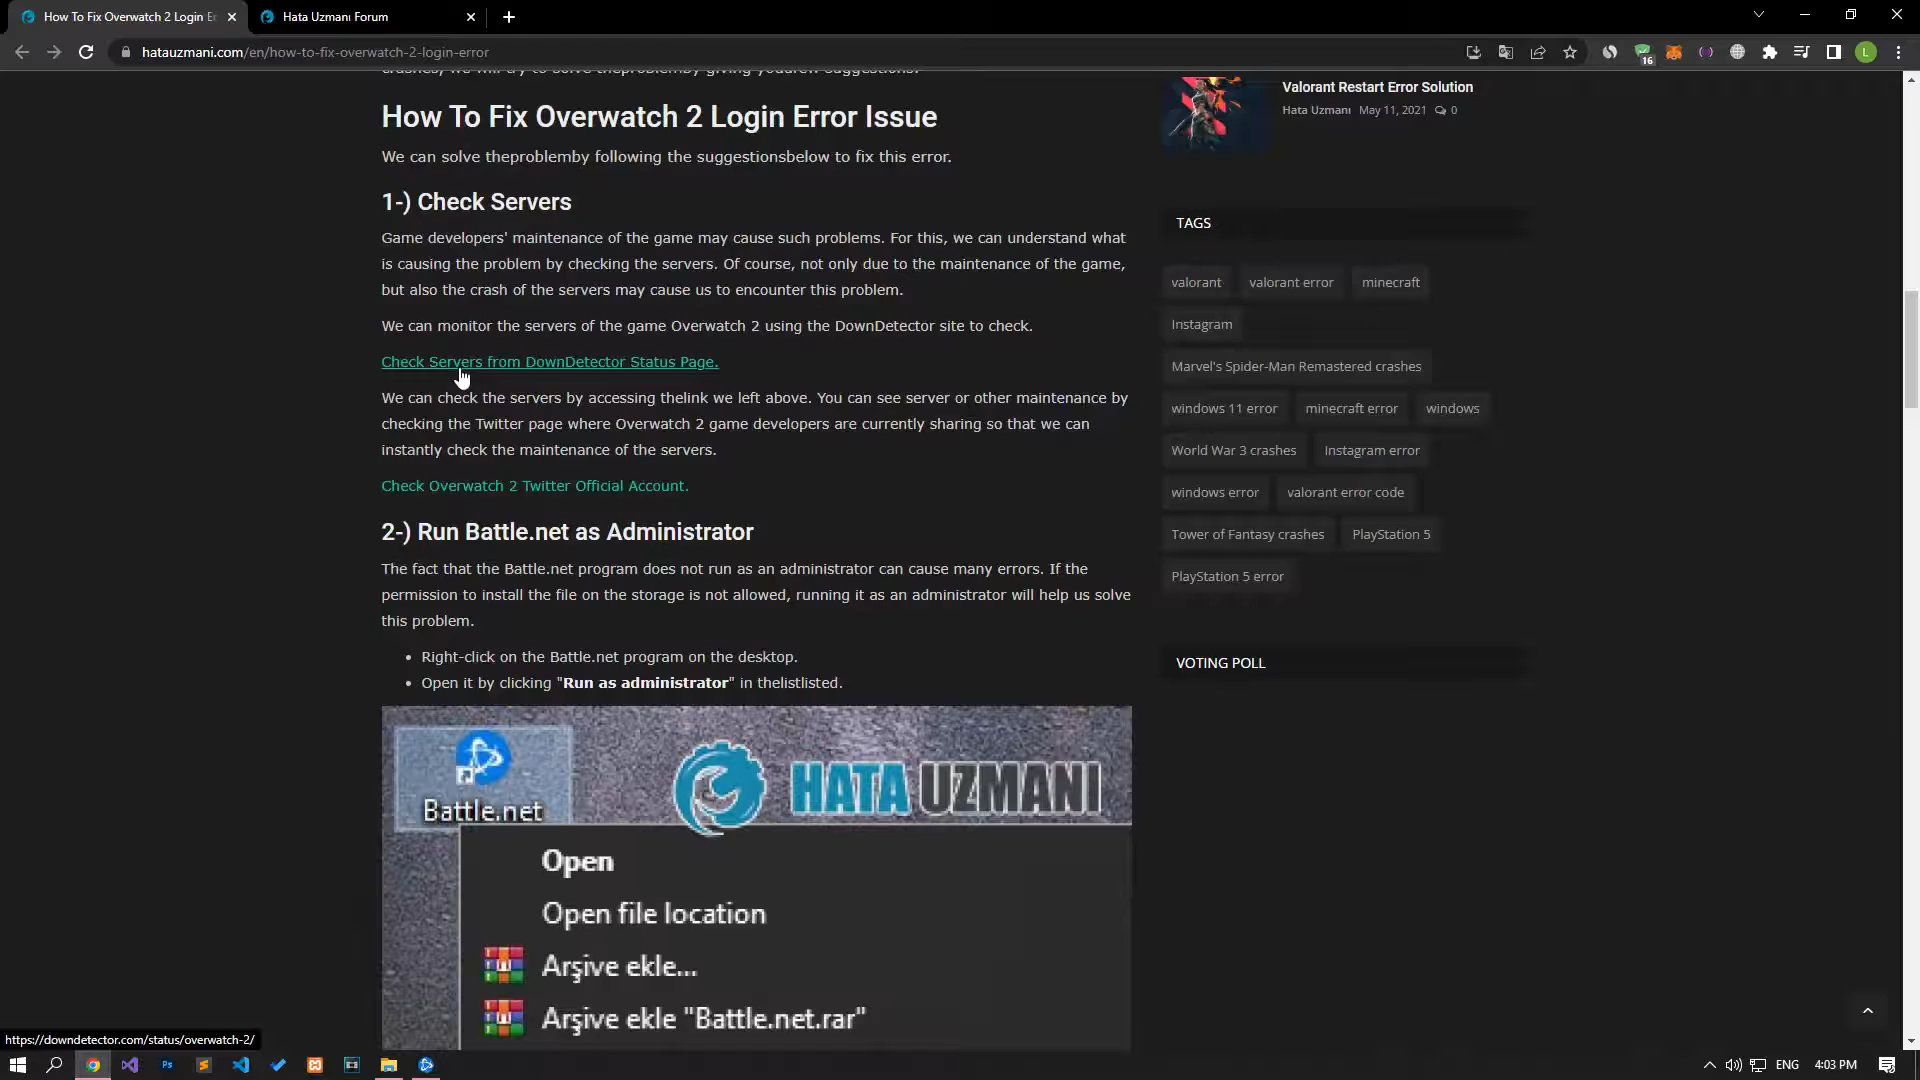 How To Fix Overwatch 2 Login Er
Hata Uzmanı Forum
hatauzmani.com/en/how-to-fix-overwatch-2-login-error
16
L
crashes, we will try to solve theproblemby giving youfew suggestions.
How To Fix Overwatch 2 Login Error Issue
We can solve theproblemby following the suggestionsbelow to fix this error.
1-) Check Servers
Game developers' maintenance of the game may cause such problems. For this, we can understand what
is causing the problem by checking the servers. Of course, not only due to the maintenance of the game,
but also the crash of the servers may cause us to encounter this problem.
We can monitor the servers of the game Overwatch 2 using the DownDetector site to check.
Check Servers from DownDetector Status Page.
We can check the servers by accessing thelink we left above. You can see server or other maintenance by
checking the Twitter page where Overwatch 2 game developers are currently sharing so that we can
instantly check the maintenance of the servers.
Check Overwatch 2 Twitter Official Account.
2-) Run Battle.net as Administrator
The fact that the Battle.net program does not run as an administrator can cause many errors. If the
permission to install the file on the storage is not allowed, running it as an administrator will help us solve
this problem.
Right-click on the Battle.net program on the desktop.
Open it by clicking "Run as administrator" in thelistlisted.
Battle.net
HATA UZMANI
Open
Open file location
Arşive ekle...
Arşive ekle "Battle.net.rar"
Valorant Restart Error Solution
Hata Uzmanı May 11, 2021 0
TAGS
valorant valorant error minecraft
Instagram
Marvel's Spider-Man Remastered crashes
windows 11 error minecraft error windows
World War 3 crashes Instagram error
windows error valorant error code
Tower of Fantasy crashes PlayStation 5
PlayStation 5 error
VOTING POLL
https://downdetector.com/status/overwatch-2/
Ps
ENG 4:03 PM